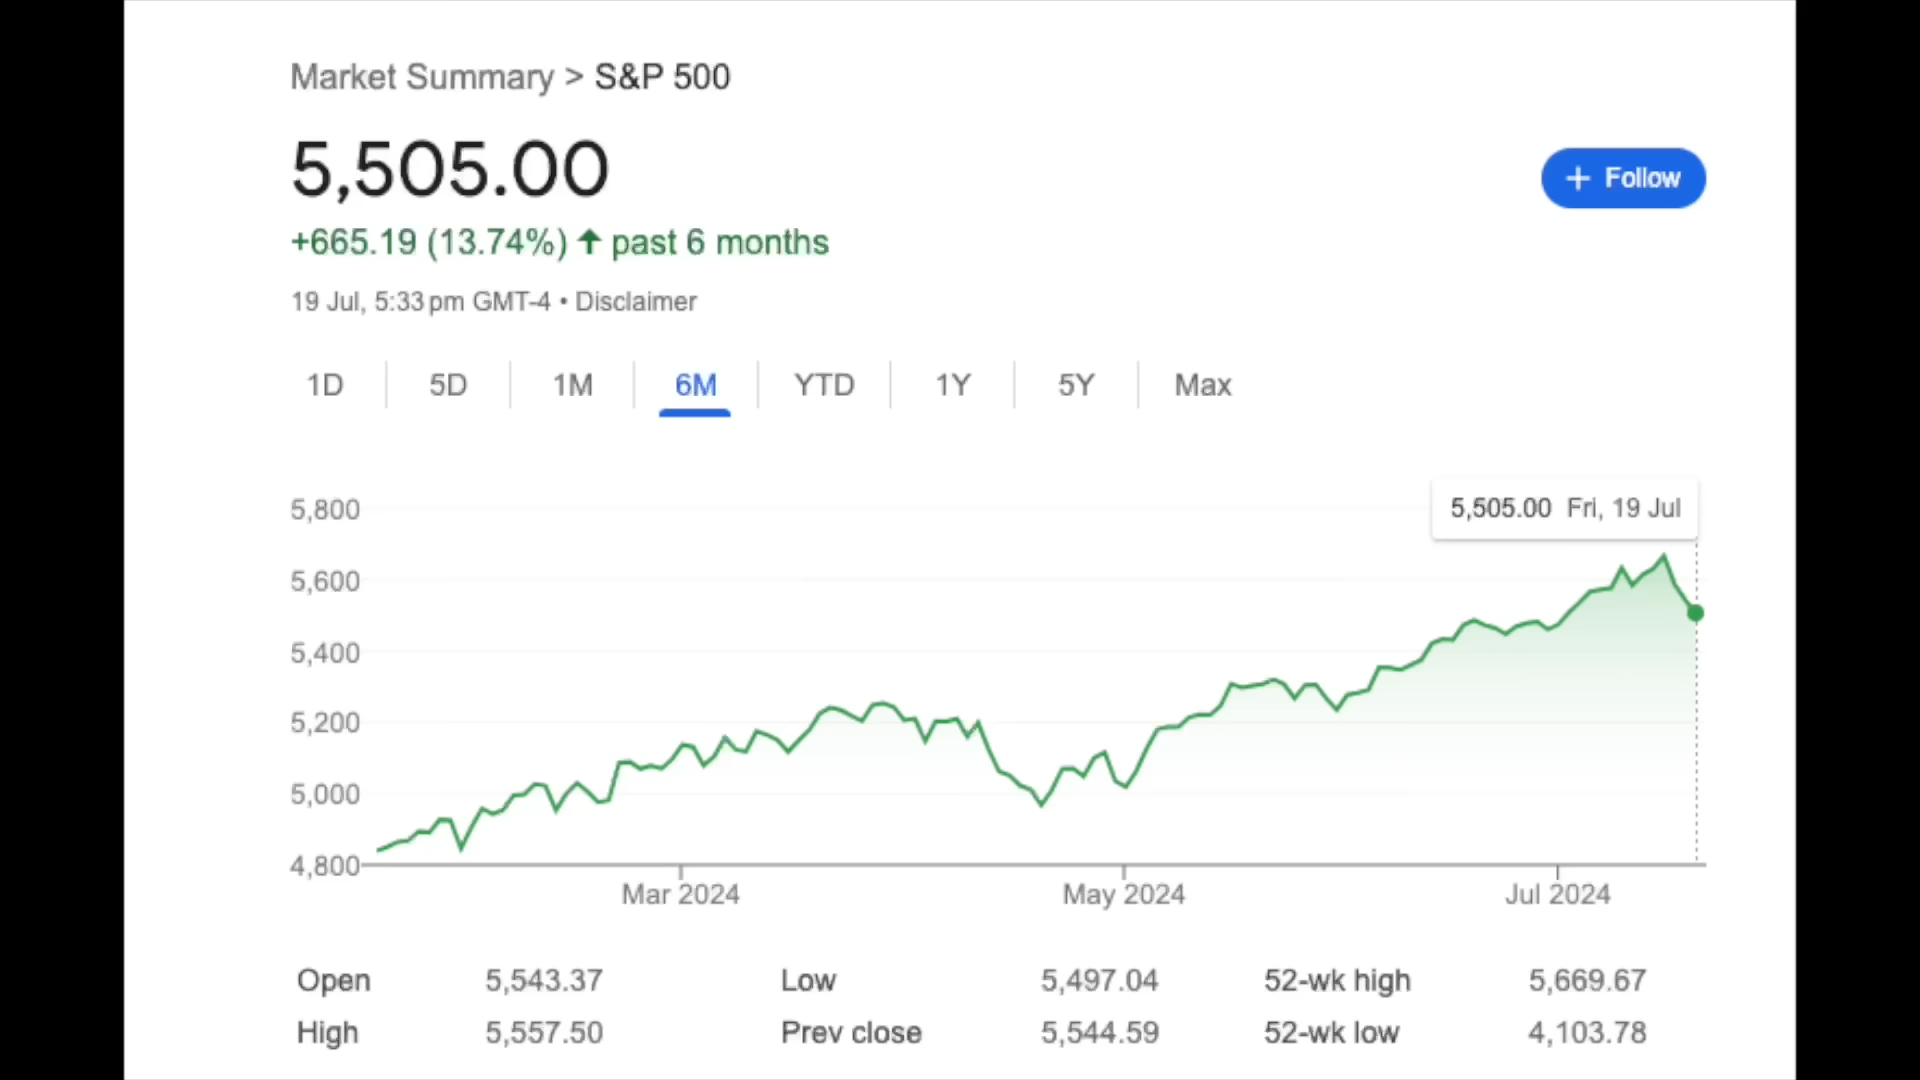 Market Summary > S&P 500
5,505.00
+ Follow
+665.19 (13.74%) ↑ past 6 months
19 Jul, 5:33 pm GMT-4 • Disclaimer
1D 5D 1M 6M YTD 1Y 5Y Max
5,505.00 Fri, 19 Jul
5,800
5,600
5,400
5,200
5,000
4,800
Mar 2024 May 2024 Jul 2024
Open 5,543.37 Low 5,497.04 52-wk high 5,669.67
High 5,557.50 Prev close 5,544.59 52-wk low 4,103.78